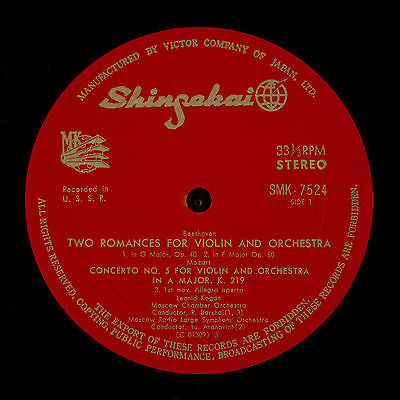 MANUFACTURED BY VICTOR COMPANY OF JAPAN, LTD.
Shinsekai
MK
33⅓RPM
STEREO
Recorded in
U. S. S. R.
SMK-7524
SIDE 1
Beethoven
TWO ROMANCES FOR VIOLIN AND ORCHESTRA
1. in G Major, Op. 40 2. in F Major Op. 50
Mozart
CONCERTO NO. 5 FOR VIOLIN AND ORCHESTRA
IN A MAJOR, K. 219
3. 1st mov. Allegro aperto
Leonid Kogan
Moscow Chamber Orchestra
Conductor, R. Barshai(1, 3)
Moscow Radio Large Symphony Orchestra
Conductor, Yu. Aranovich(2)
(C 01309)
ALL RIGHTS RESERVED. COPYING, PUBLIC PERFORMANCE, BROADCASTING OF THESE RECORDS ARE FORBIDDEN.
THE EXPORT OF THESE RECORDS ARE FORBIDDEN.